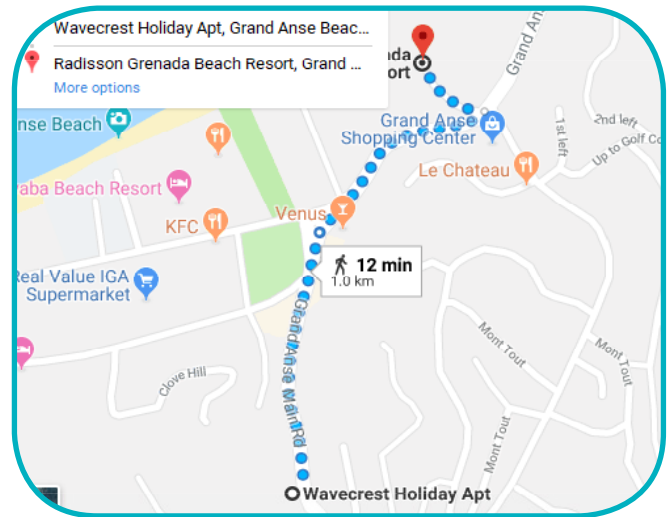 Wavecrest Holiday Apt, Grand Anse Beac...
Radisson Grenada Beach Resort, Grand ...
More options
ada
ort
Grand An
nse Beach
Grand Anse
Shopping Center
1st left
2nd left
Up to Golf Co
Le Chateau
raba Beach Resort
Venus
KFC
12 min
1.0 km
Real Value IGA
Supermarket
Grand Anse Main Rd
Mont Tout
Mont Tout
Clove Hill
Mont Tout
Wavecrest Holiday Apt